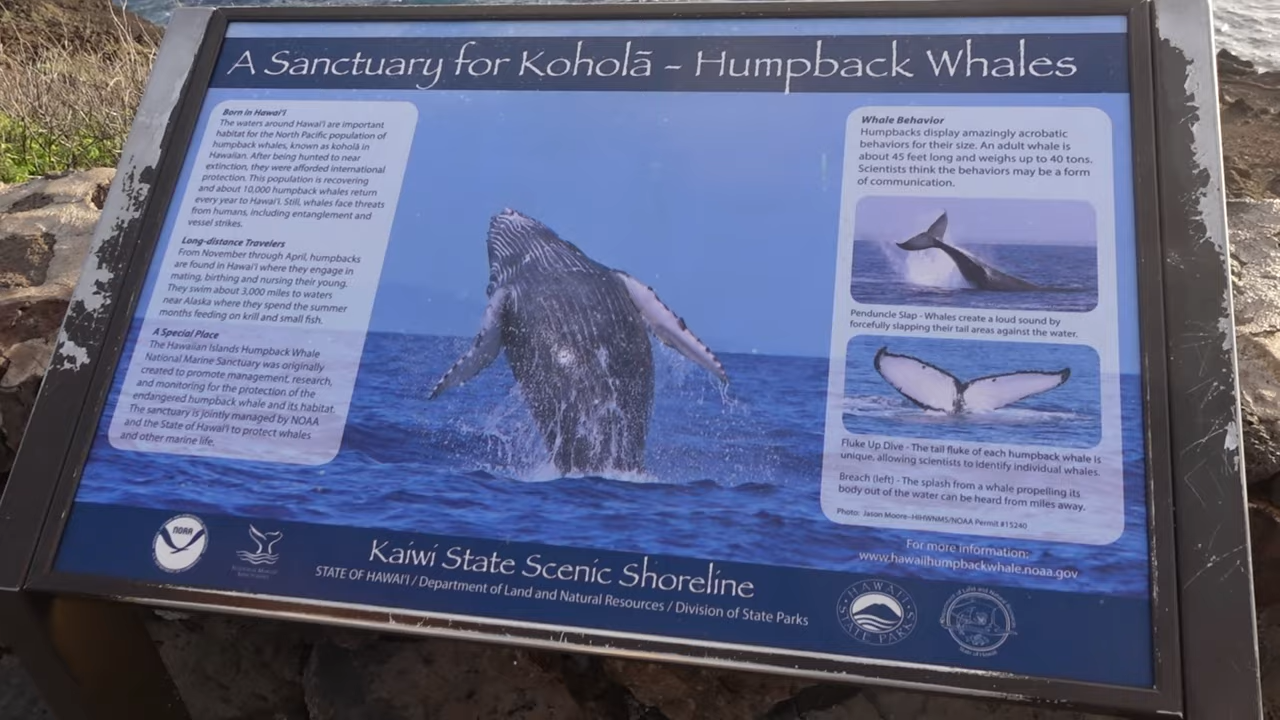 A Sanctuary for Koholā - Humpback Whales
Born in Hawai'i
The waters around Hawai'i are important
habitat for the North Pacific population of
humpback whales, known as koholā in
Hawaiian. After being hunted to near
extinction, they were afforded international
protection. This population is recovering
and about 10,000 humpback whales return
every year to Hawai'i. Still, whales face threats
from humans, including entanglement and
vessel strikes.
Long-distance Travelers
From November through April, humpbacks
are found in Hawai'i where they engage in
mating, birthing and nursing their young.
They swim about 3,000 miles to waters
near Alaska where they spend the summer
months feeding on krill and small fish.
A Special Place
The Hawaiian Islands Humpback Whale
National Marine Sanctuary was originally
created to promote management, research,
and monitoring for the protection of the
endangered humpback whale and its habitat.
The sanctuary is jointly managed by NOAA
and the State of Hawai'i to protect whales
and other marine life.
Whale Behavior
Humpbacks display amazingly acrobatic
behaviors for their size. An adult whale is
about 45 feet long and weighs up to 40 tons.
Scientists think the behaviors may be a form
of communication.
Penduncle Slap - Whales create a loud sound by
forcefully slapping their tail areas against the water.
Fluke Up Dive - The tail fluke of each humpback whale is
unique, allowing scientists to identify individual whales.
Breach (left) - The splash from a whale propelling its
body out of the water can be heard from miles away.
Photo: Jason Moore-HIHWNMS/NOAA Permit #15240
For more information:
www.hawaiihumpbackwhale.noaa.gov
NOAA
National Marine
Sanctuaries
Kaiwi State Scenic Shoreline
STATE OF HAWAI'I / Department of Land and Natural Resources / Division of State Parks
HAWAII
STATE PARKS
State of Hawaii